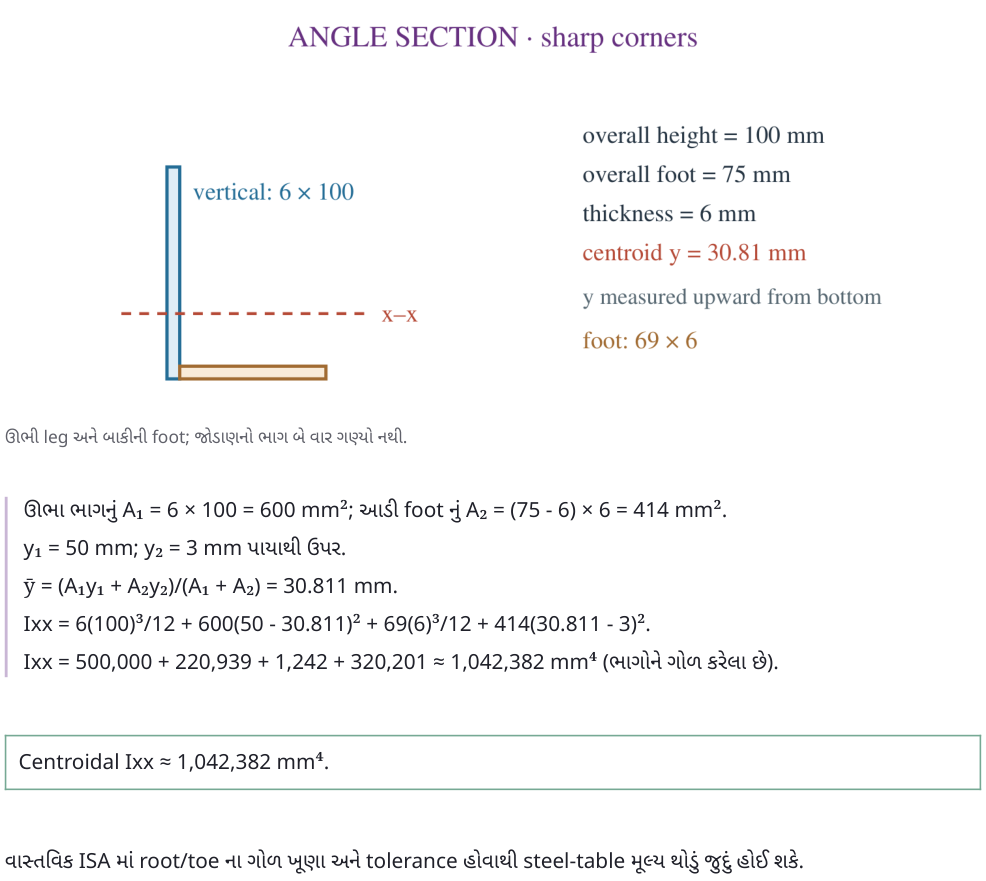 ANGLE SECTION · sharp corners
vertical: 6 × 100
x–x
overall height = 100 mm
overall foot = 75 mm
thickness = 6 mm
centroid y = 30.81 mm
y measured upward from bottom
foot: 69 × 6
ઊભી leg અને બાકીની foot; જોડાણનો ભાગ બે વાર ગણ્યો નથી.
ઊભા ભાગનું A₁ = 6 × 100 = 600 mm²; આડી foot નું A₂ = (75 - 6) × 6 = 414 mm².
y₁ = 50 mm; y₂ = 3 mm પાયાથી ઉપર.
ȳ = (A₁y₁ + A₂y₂)/(A₁ + A₂) = 30.811 mm.
Ixx = 6(100)³/12 + 600(50 - 30.811)² + 69(6)³/12 + 414(30.811 - 3)².
Ixx = 500,000 + 220,939 + 1,242 + 320,201 ≈ 1,042,382 mm⁴ (ભાગોને ગોળ કરેલા છે).
Centroidal Ixx ≈ 1,042,382 mm⁴.
વાસ્તવિક ISA માં root/toe ના ગોળ ખૂણા અને tolerance હોવાથી steel-table મૂલ્ય થોડું જુદું હોઈ શકે.